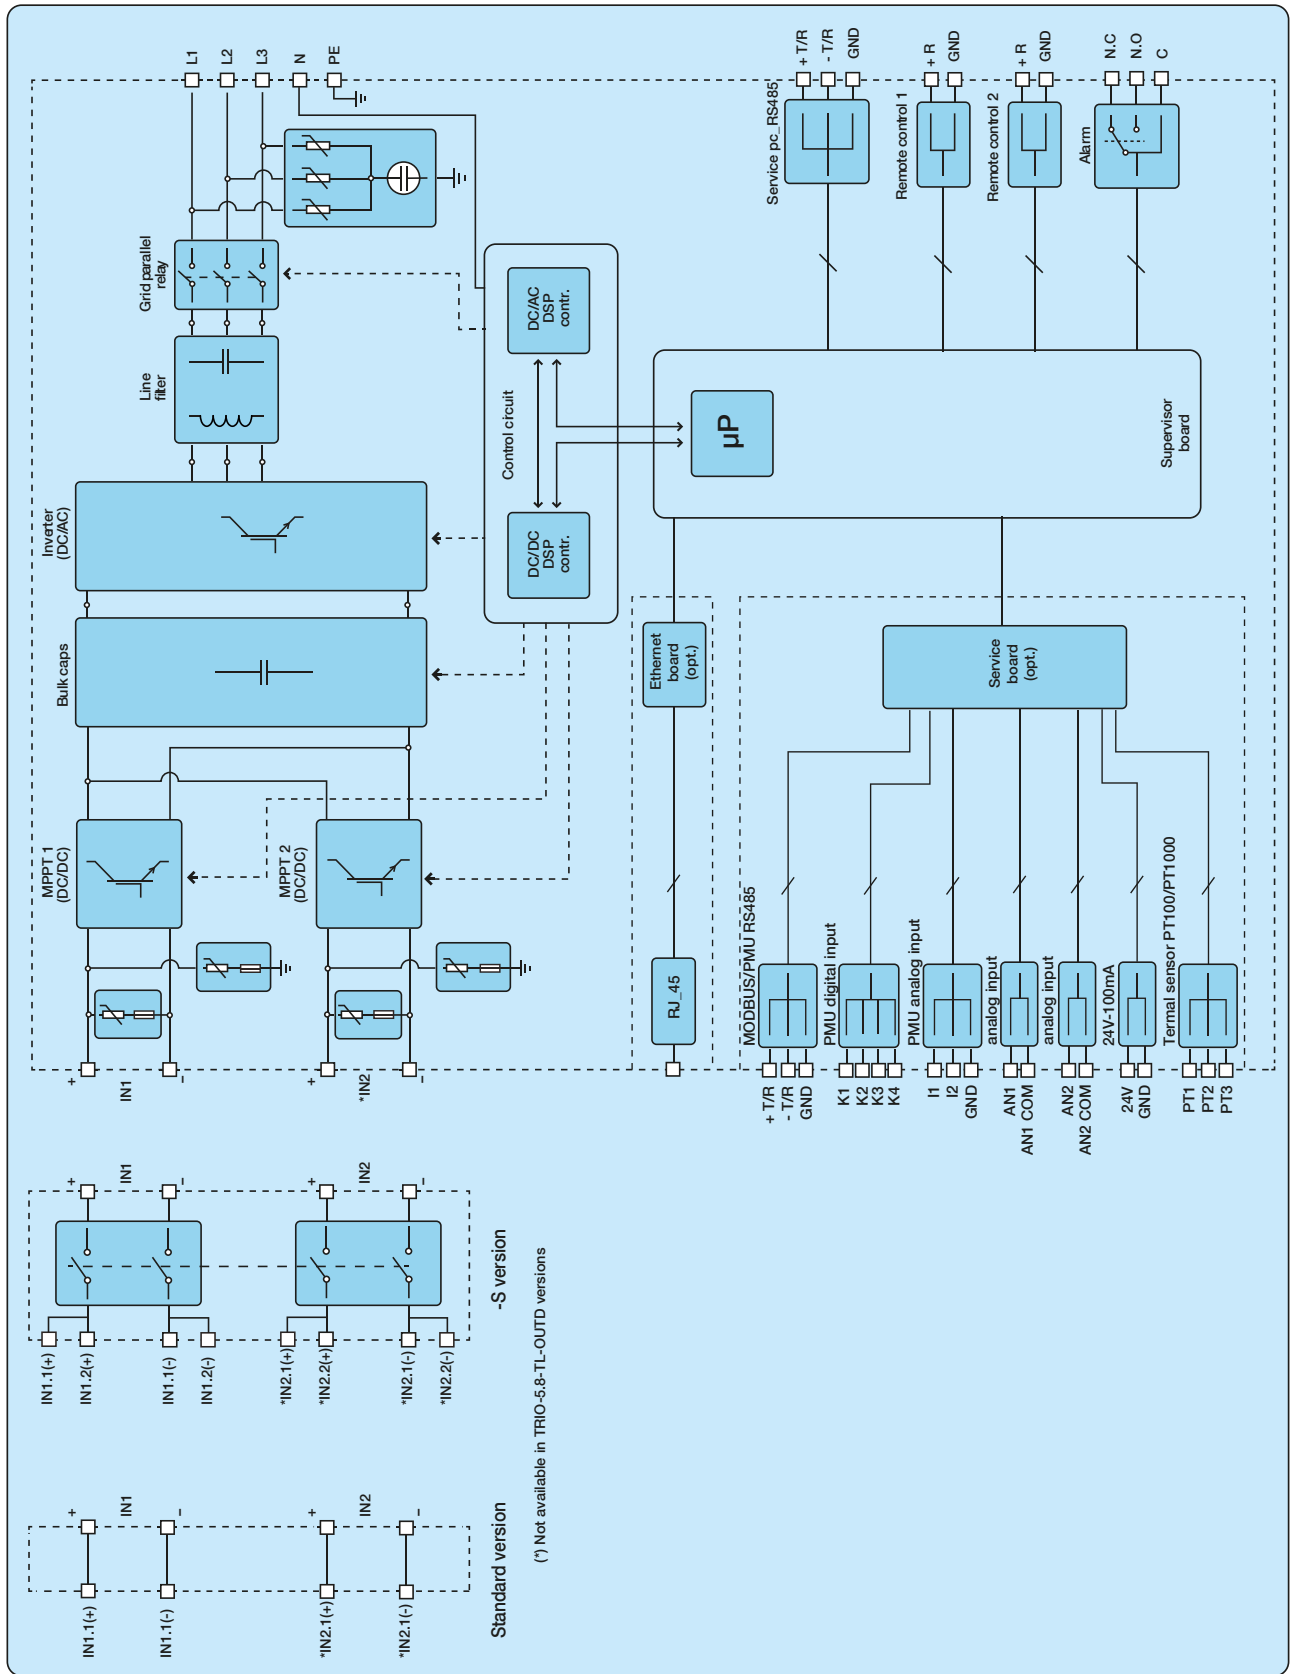 Standard version
IN1.1(+)
IN1.1(-)
*IN2.1(+)
*IN2.1(-)
+
IN1
–
+
IN2
–
(*) Not available in TRIO-5.8-TL-OUTD versions
-S version
IN1.1(+)
IN1.2(+)
IN1.1(-)
IN1.2(-)
*IN2.1(+)
*IN2.2(+)
*IN2.1(-)
*IN2.2(-)
+
IN1
–
+
IN2
–
+
IN1
–
+
*IN2
–
MPPT 1
(DC/DC)
MPPT 2
(DC/DC)
Bulk caps
Inverter
(DC/AC)
Line
filter
Grid parallel
relay
L1
L2
L3
N
PE
Control circuit
DC/DC
DSP
contr.
DC/AC
DSP
contr.
µP
Supervisor
board
Ethernet
board
(opt.)
RJ_45
Service
board
(opt.)
MODBUS/PMU RS485
+ T/R
- T/R
GND
PMU digital input
K1
K2
K3
K4
PMU analog input
I1
I2
GND
analog input
AN1
AN1 COM
analog input
AN2
AN2 COM
24V-100mA
24V
GND
Termal sensor PT100/PT1000
PT1
PT2
PT3
Service pc_RS485
+ T/R
- T/R
GND
Remote control 1
+ R
GND
Remote control 2
+ R
GND
Alarm
N.C
N.O
C